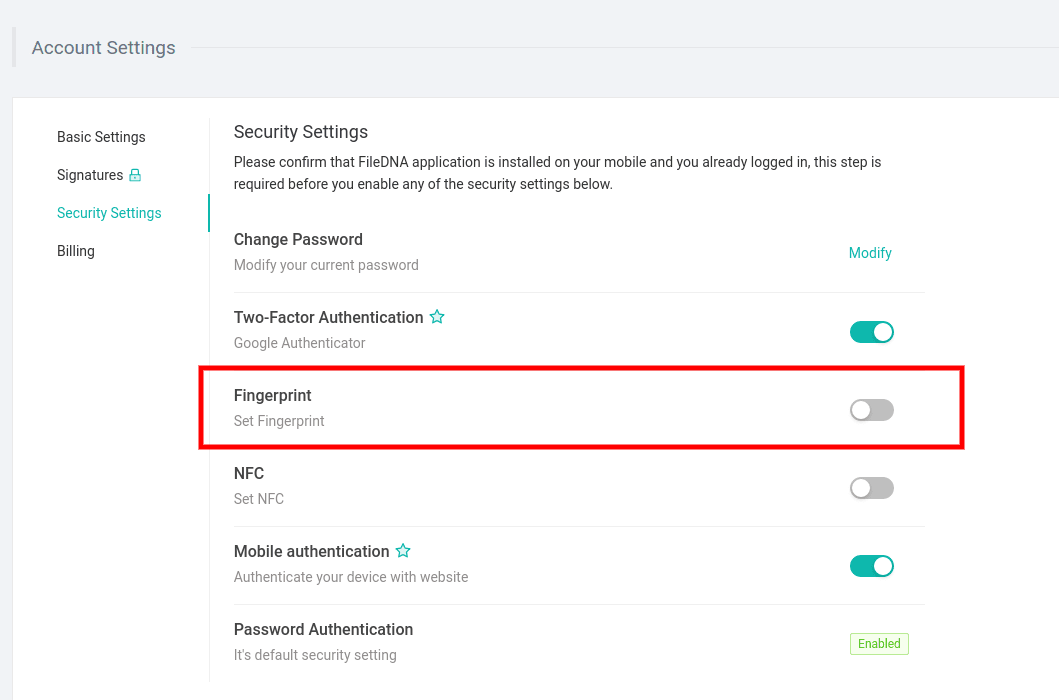 Account Settings
Basic Settings
Signatures
Security Settings
Billing
Security Settings
Please confirm that FileDNA application is installed on your mobile and you already logged in, this step is
required before you enable any of the security settings below.
Change Password
Modify your current password
Modify
Two-Factor Authentication
Google Authenticator
Fingerprint
Set Fingerprint
NFC
Set NFC
Mobile authentication
Authenticate your device with website
Password Authentication
It's default security setting
Enabled